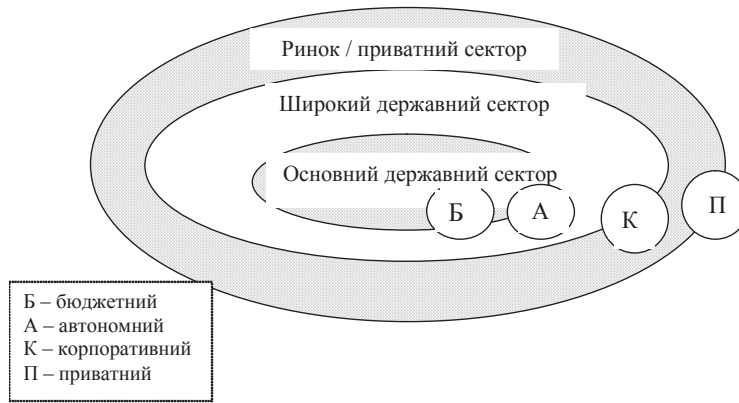 Ринок / приватний сектор
Широкий державний сектор
Основний державний сектор
Б
А
К
П
Б – бюджетний
А – автономний
К – корпоративний
П – приватний